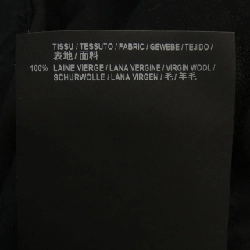 TISSU / TESSUTO / FABRIC / GEWEBE / TEJIDO /
表地 / 面料
100% LAINE VIERGE / LANA VERGINE / VIRGIN WOOL /
SCHURWOLLE / LANA VIRGEN / 毛 / 羊毛